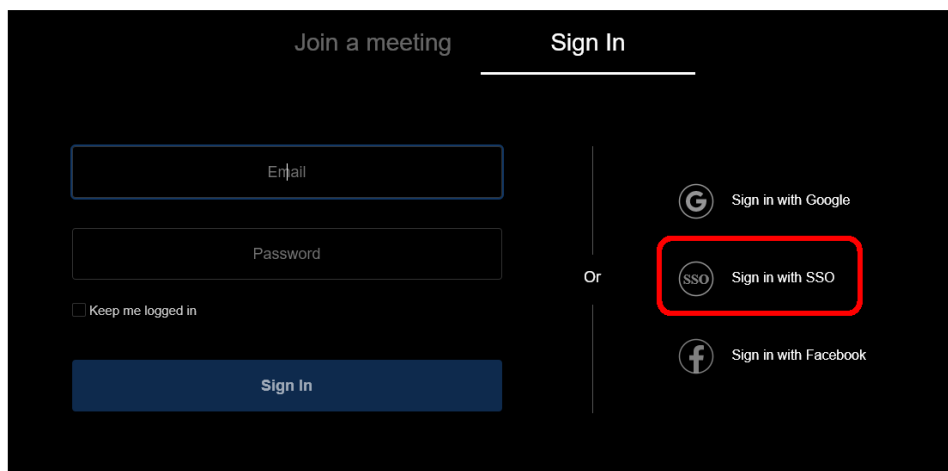 Join a meeting
Sign In
Email
Password
Keep me logged in
Sign In
Or
G
Sign in with Google
SSO
Sign in with SSO
f
Sign in with Facebook